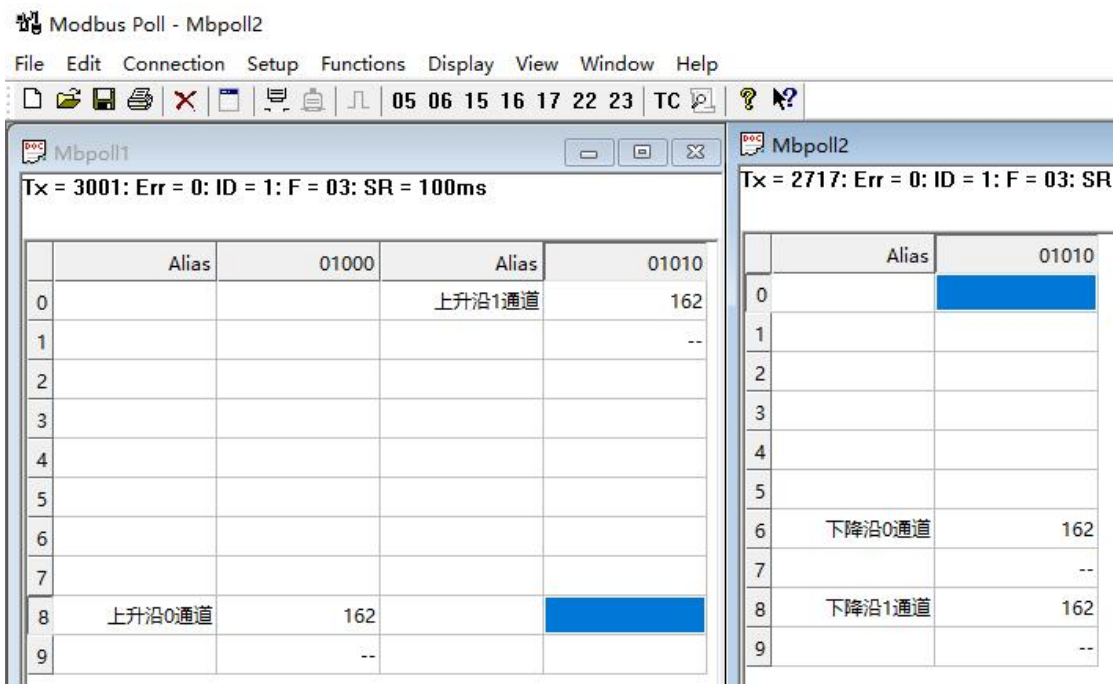 Modbus Poll - Mbpoll2
File Edit Connection Setup Functions Display View Window Help
05 06 15 16 17 22 23 TC
Mbpoll1
Tx = 3001: Err = 0: ID = 1: F = 03: SR = 100ms
Alias 01000 Alias 01010
0 上升沿1通道 162
1 --
2
3
4
5
6
7
8 上升沿0通道 162
9 --
Mbpoll2
Tx = 2717: Err = 0: ID = 1: F = 03: SR
Alias 01010
0
1
2
3
4
5
6 下降沿0通道 162
7 --
8 下降沿1通道 162
9 --